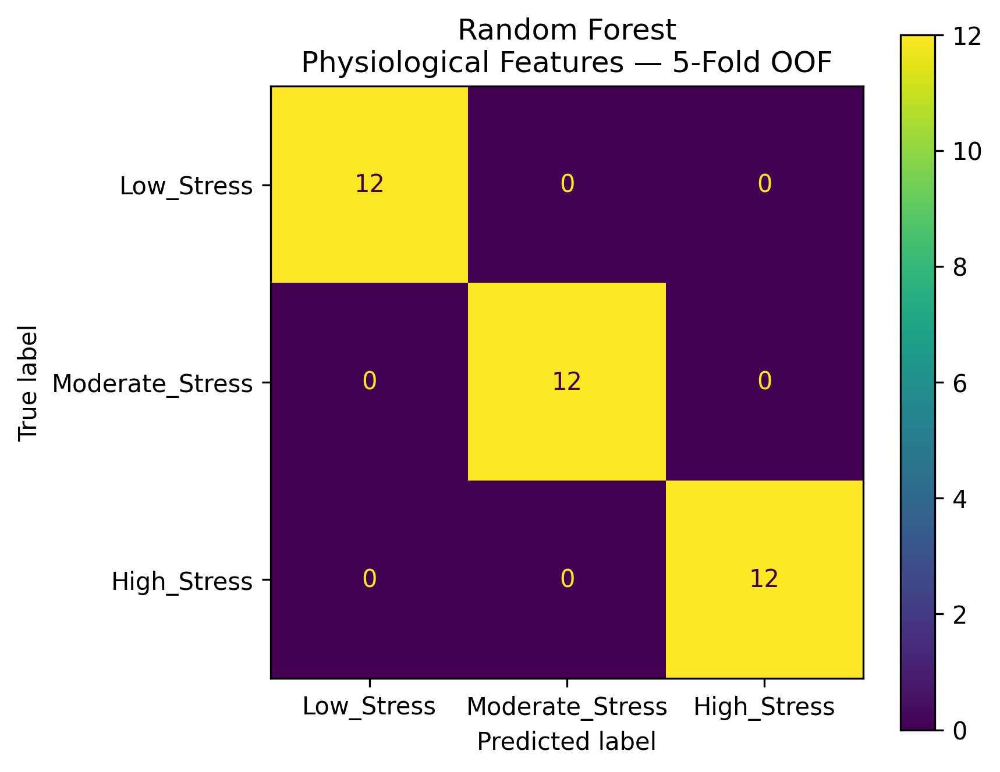 Random Forest
Physiological Features — 5-Fold OOF
True label
Low_Stress
12
0
0
Moderate_Stress
0
12
0
High_Stress
0
0
12
Low_Stress
Moderate_Stress
High_Stress
Predicted label
12
10
8
6
4
2
0